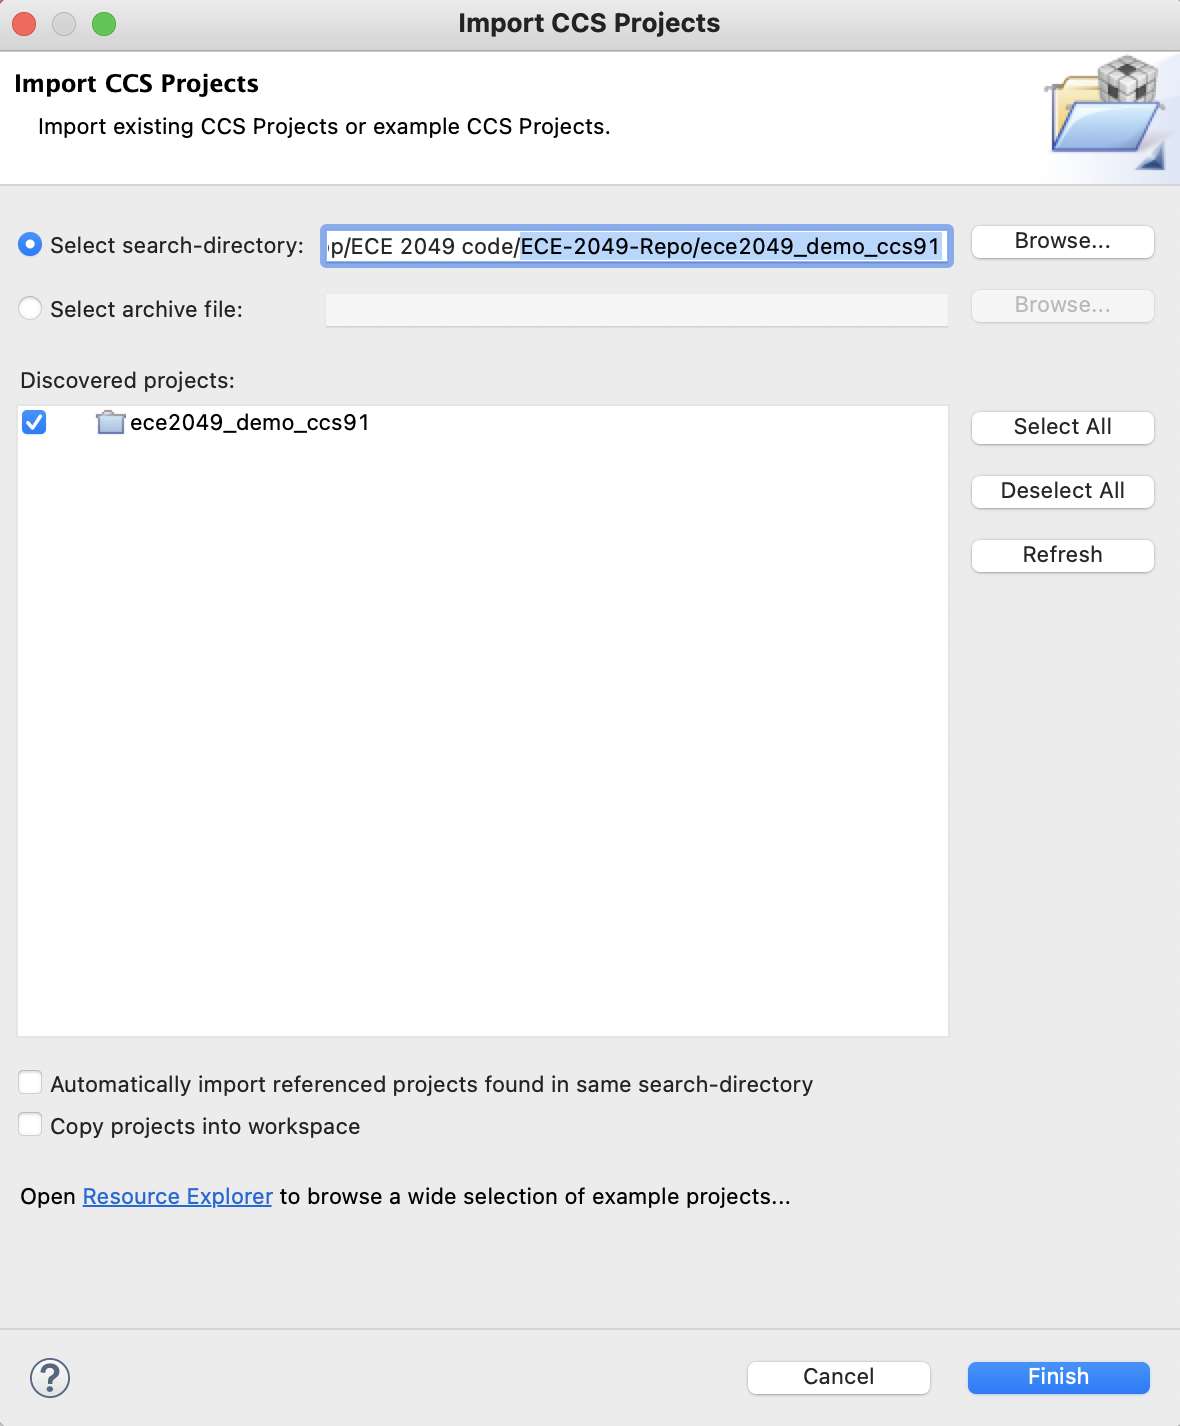 Import CCS Projects
Import CCS Projects
Import existing CCS Projects or example CCS Projects.
Select search-directory: p/ECE 2049 code/ECE-2049-Repo/ece2049_demo_ccs91 Browse...
Select archive file: Browse...
Discovered projects:
ece2049_demo_ccs91
Select All
Deselect All
Refresh
Automatically import referenced projects found in same search-directory
Copy projects into workspace
Open Resource Explorer to browse a wide selection of example projects...
? Cancel Finish